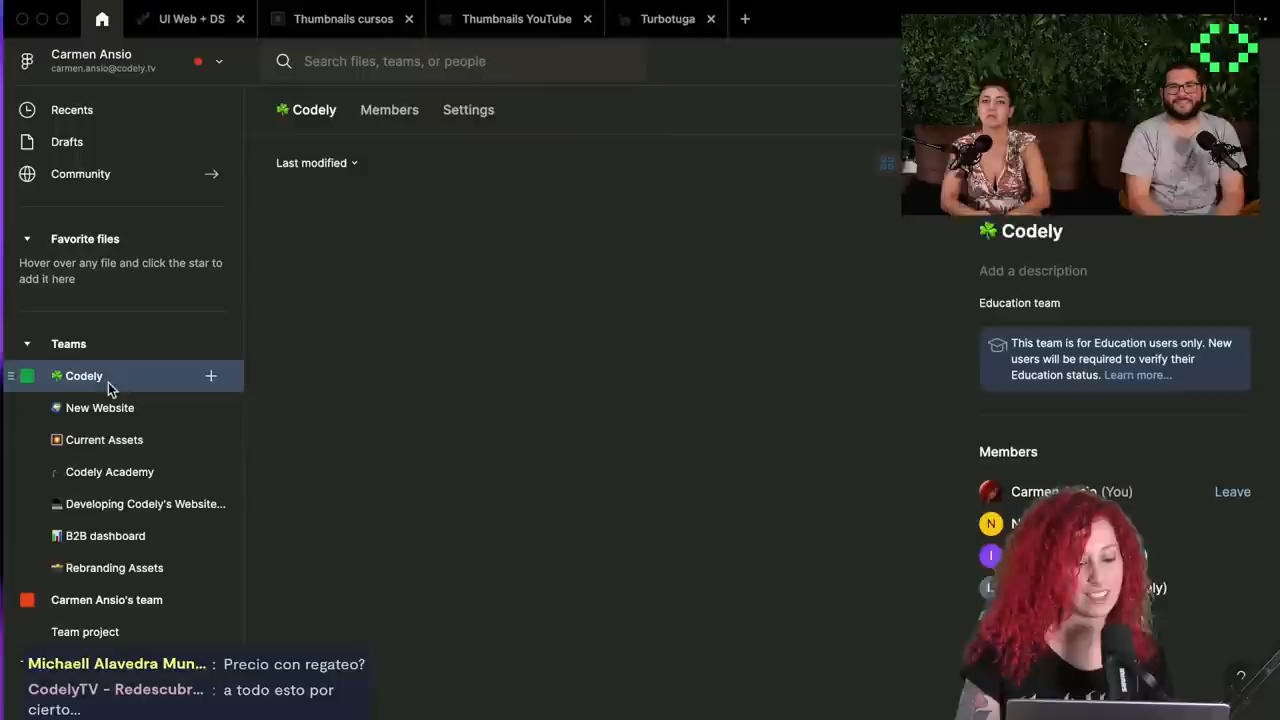 UI Web + DS
Thumbnails cursos
Thumbnails YouTube
Turbotuga
Carmen Ansio
carmen.ansio@codely.tv
Search files, teams, or people
Recents
Drafts
Community
Codely
Members
Settings
Last modified
Favorite files
Hover over any file and click the star to
add it here
Teams
Codely
New Website
Current Assets
Codely Academy
Developing Codely's Website...
B2B dashboard
Rebranding Assets
Carmen Ansio's team
Team project
Michaell Alavedra Mun... : Precio con regateo?
CodelyTV - Redescubr... : a todo esto por
cierto...
Codely
Add a description
Education team
This team is for Education users only. New
users will be required to verify their
Education status. Learn more...
Members
(You)
Leave
N
I